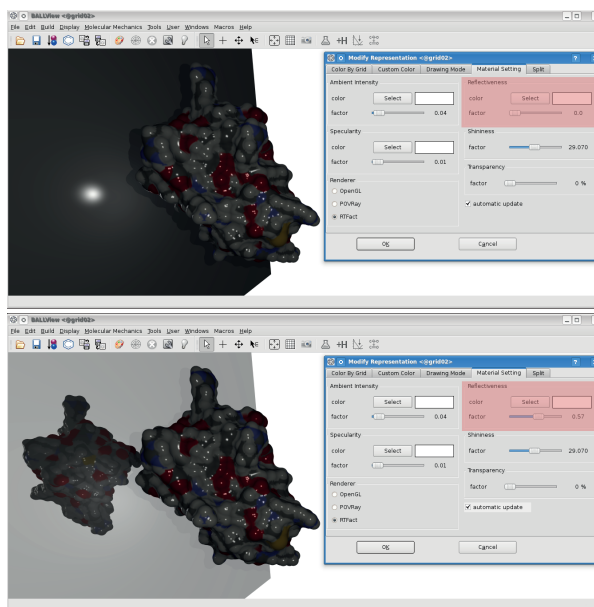 BALLView <@grid02>
File Edit Build Display Molecular Mechanics Tools User Windows Macros Help
Modify Representation <@grid02>
Color By Grid Custom Color Drawing Mode Material Setting Split
Ambient Intensity Reflectiveness
color Select color Select
factor 0.04 factor 0.0
Specularity Shininess
color Select factor 29.070
factor 0.01 Transparency
Renderer factor 0 %
OpenGL
POVRay automatic update
RTFact
OK Cancel
BALLView <@grid02>
File Edit Build Display Molecular Mechanics Tools User Windows Macros Help
Modify Representation <@grid02>
Color By Grid Custom Color Drawing Mode Material Setting Split
Ambient Intensity Reflectiveness
color Select color Select
factor 0.04 factor 0.57
Specularity Shininess
color Select factor 29.070
factor 0.01 Transparency
Renderer factor 0 %
OpenGL
POVRay automatic update
RTFact
OK Cancel